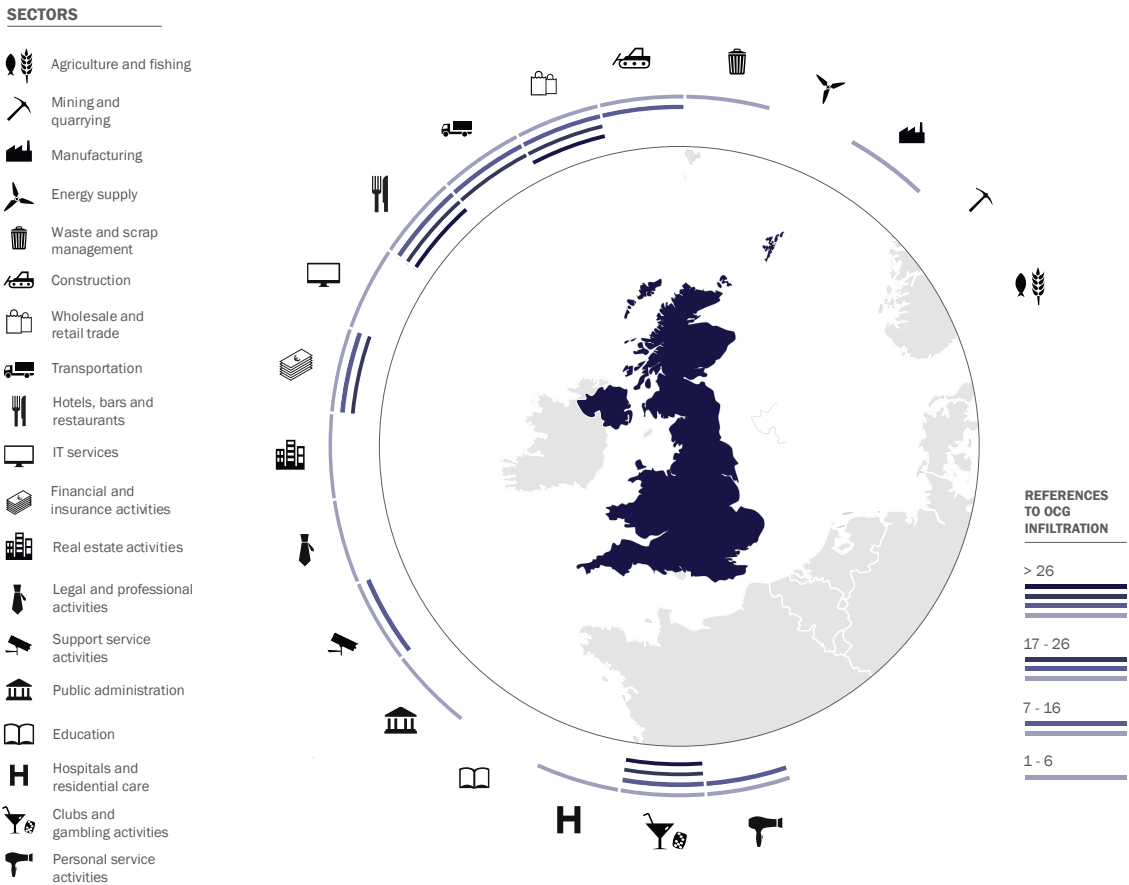 SECTORS
Agriculture and fishing
Mining and
quarrying
Manufacturing
Energy supply
Waste and scrap
management
Construction
Wholesale and
retail trade
Transportation
Hotels, bars and
restaurants
IT services
Financial and
insurance activities
Real estate activities
Legal and professional
activities
Support service
activities
Public administration
Education
Hospitals and
residential care
Clubs and
gambling activities
Personal service
activities
H
H
REFERENCES
TO OCG
INFILTRATION
> 26
17 - 26
7 - 16
1 - 6